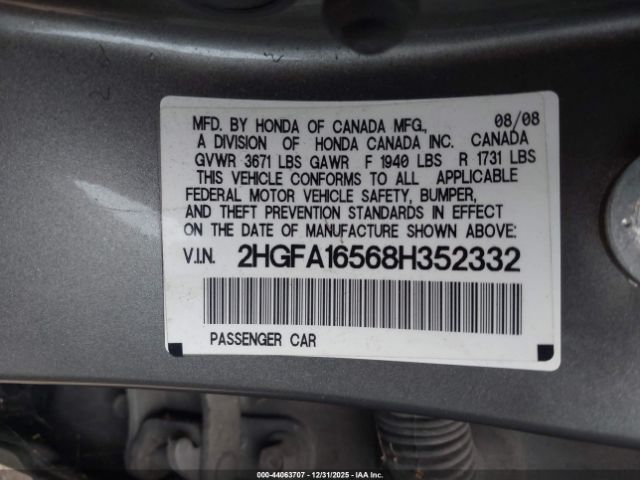 MFD. BY HONDA OF CANADA MFG., 08/08
A DIVISION OF HONDA CANADA INC. CANADA
GVWR 3671 LBS GAWR F 1940 LBS R 1731 LBS
THIS VEHICLE CONFORMS TO ALL APPLICABLE
FEDERAL MOTOR VEHICLE SAFETY, BUMPER,
AND THEFT PREVENTION STANDARDS IN EFFECT
ON THE DATE OF MANUFACTURE SHOWN ABOVE:
V.I.N. 2HGFA16568H352332
PASSENGER CAR
000-44063707 - 12/31/2025 - IAA Inc.